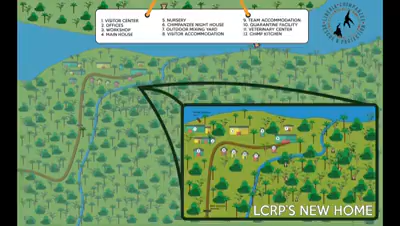 1. VISITOR CENTER
2. OFFICES
3. WORKSHOP
4. MAIN HOUSE
5. NURSERY
6. CHIMPANZEE NIGHT HOUSE
7. OUTDOOR MIXING YARD
8. VISITOR ACCOMMODATION
9. TEAM ACCOMMODATION
10. QUARANTINE FACILITY
11. VETERINARY CENTER
12. CHIMP KITCHEN
LCRP'S NEW HOME